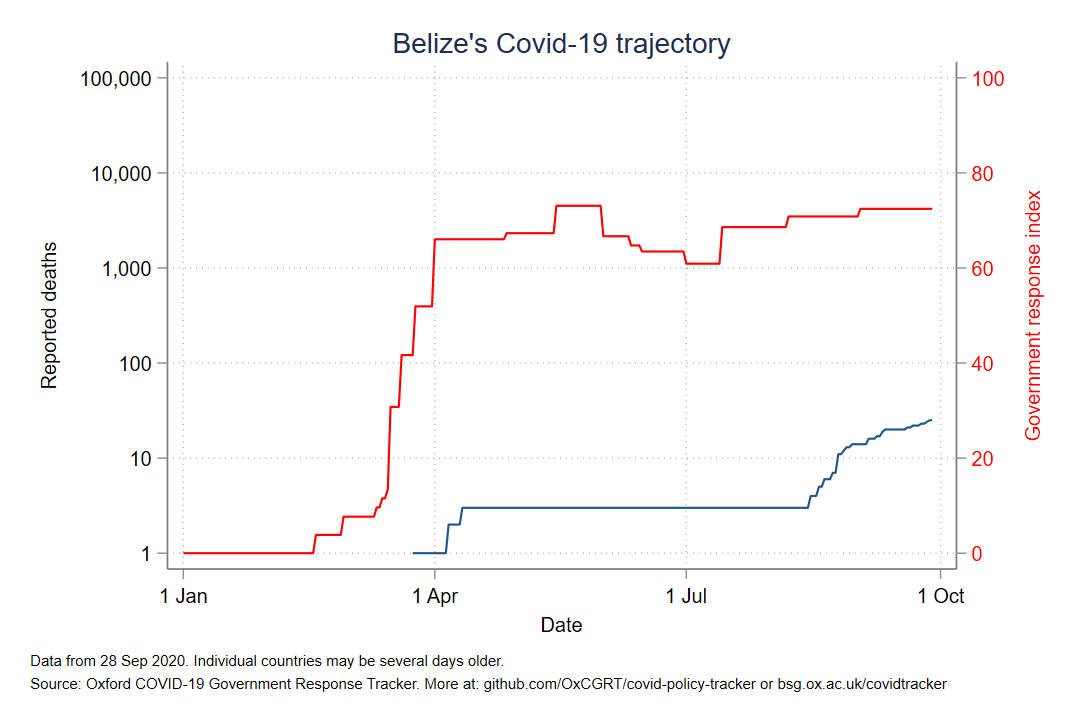 Belize's Covid-19 trajectory
100,000
10,000
1,000
100
10
1
Reported deaths
100
80
60
40
20
0
Government response index
1 Jan
1 Apr
1 Jul
1 Oct
Date
Data from 28 Sep 2020. Individual countries may be several days older.
Source: Oxford COVID-19 Government Response Tracker. More at: github.com/OxCGRT/covid-policy-tracker or bsg.ox.ac.uk/covidtracker